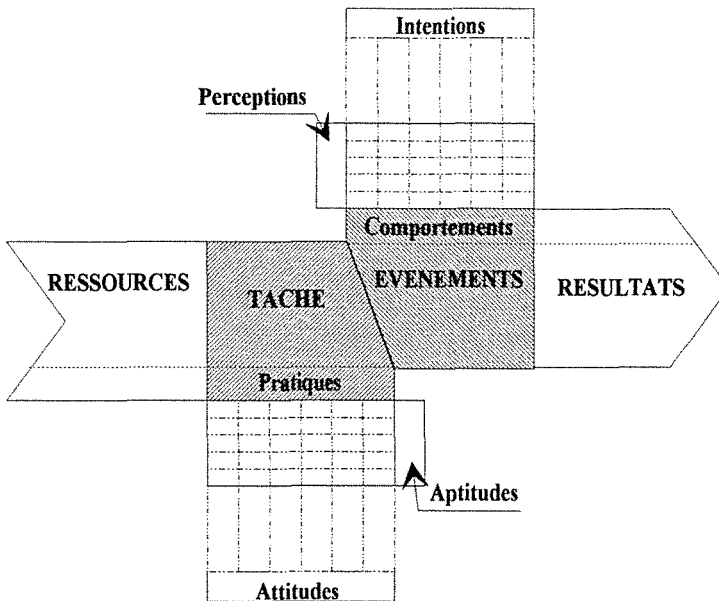 Intentions
Perceptions
Comportements
RESSOURCES
TACHE
EVENEMENTS
RESULTATS
Pratiques
Aptitudes
Attitudes